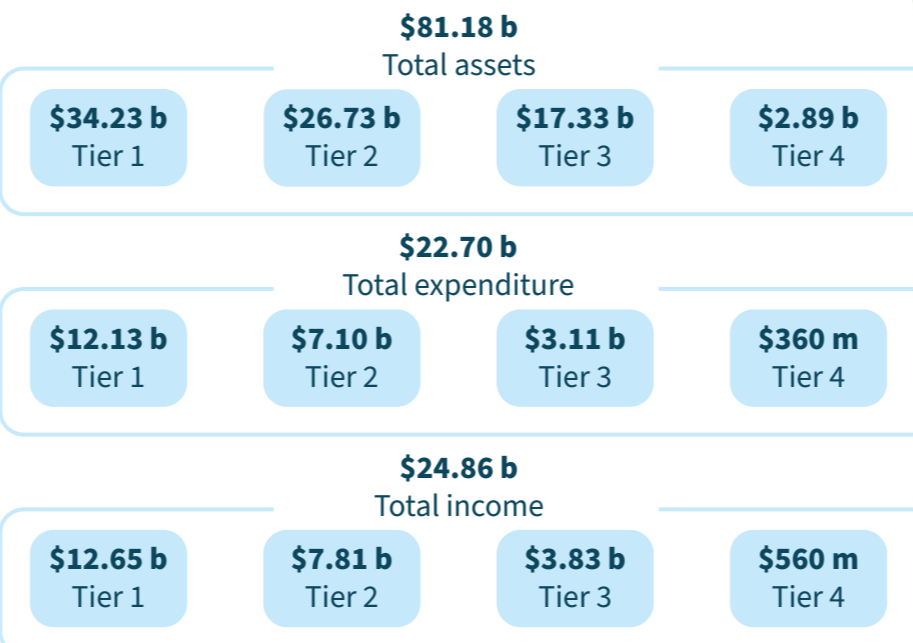 $81.18 b
Total assets
$34.23 b $26.73 b $17.33 b $2.89 b
Tier 1 Tier 2 Tier 3 Tier 4
$22.70 b
Total expenditure
$12.13 b $7.10 b $3.11 b $360 m
Tier 1 Tier 2 Tier 3 Tier 4
$24.86 b
Total income
$12.65 b $7.81 b $3.83 b $560 m
Tier 1 Tier 2 Tier 3 Tier 4